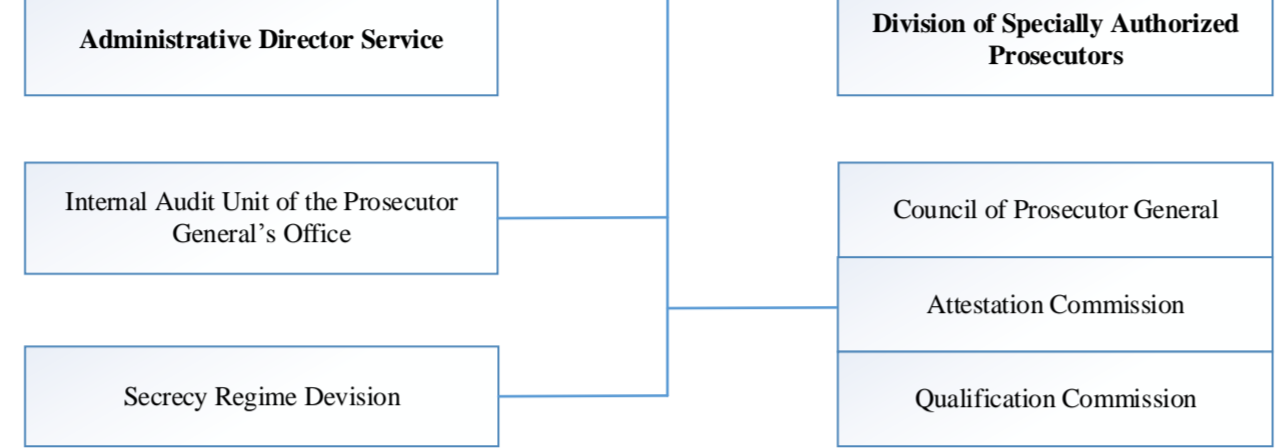 Administrative Director Service
Division of Specially Authorized
Prosecutors
Internal Audit Unit of the Prosecutor
General’s Office
Council of Prosecutor General
Attestation Commission
Secrecy Regime Devision
Qualification Commission